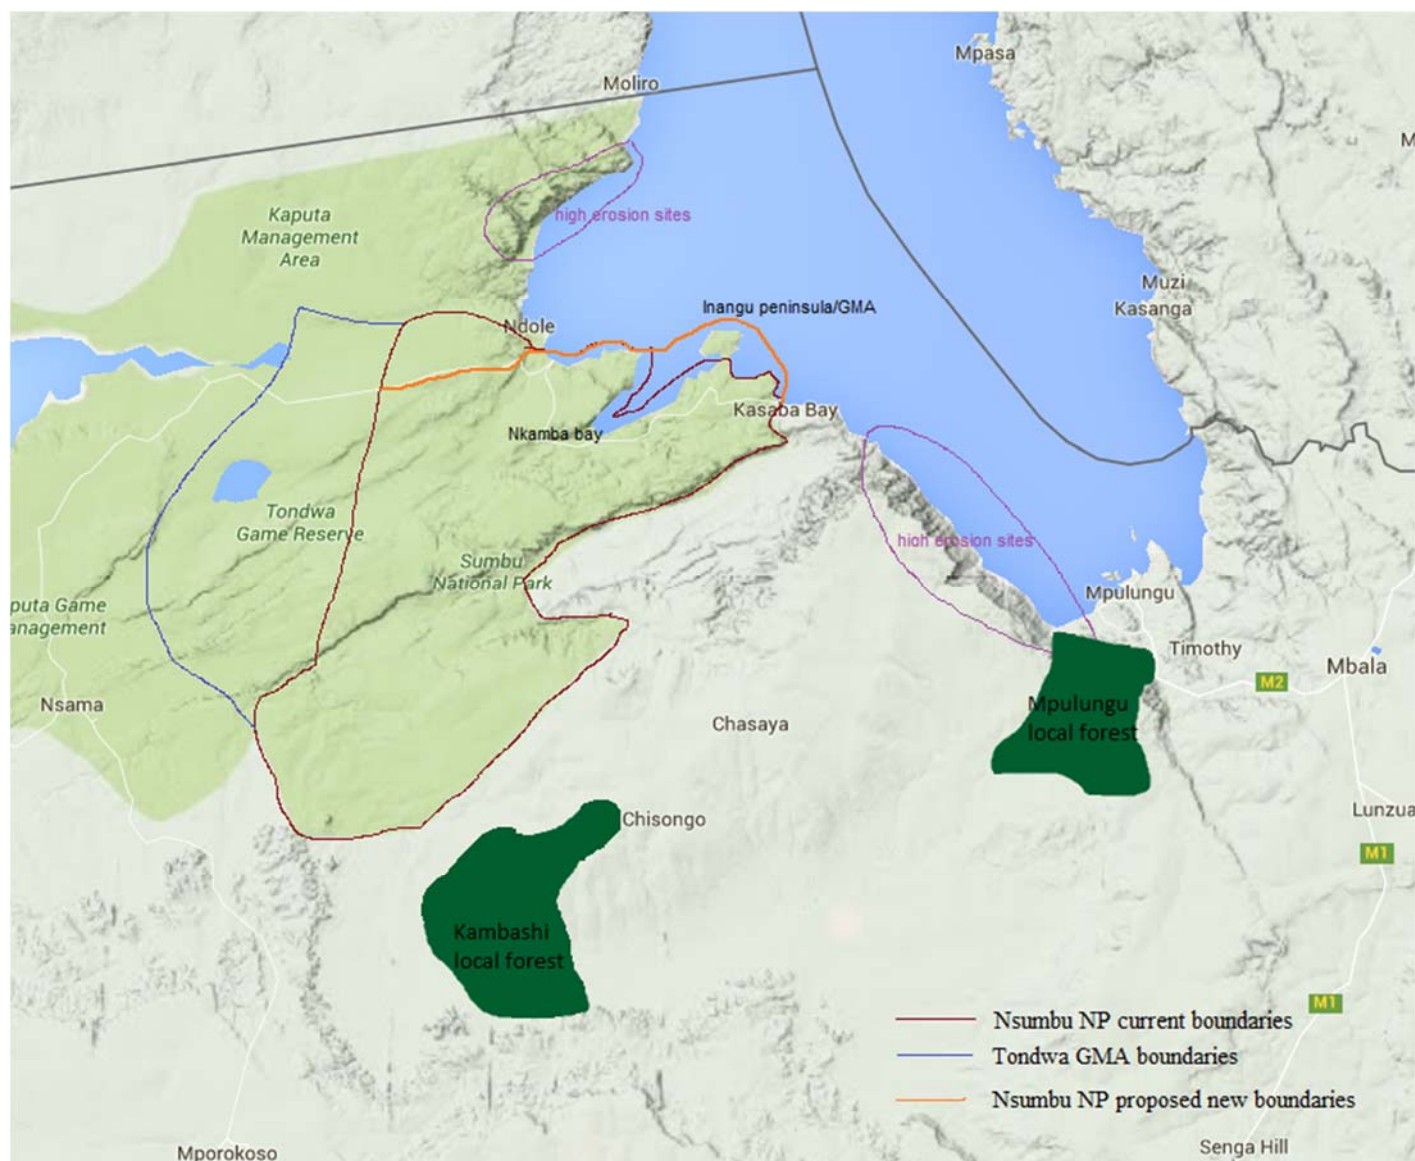 Mpasa
Moliro
M
high erosion sites
Kaputa
Management
Area
Muzi
Kasanga
Inangu peninsula/GMA
Ndole
Kasaba Bay
Nkamba bay
Tondwa
Game Reserve
high erosion sites
Sumbu
National Park
Mpulungu
puta Game
anagement
Timothy
Mbala
M2
Nsama
Mpulungu
local forest
Chasaya
Lunzua
Chisongo
M1
Kambashi
local forest
M1
Nsumbu NP current boundaries
Tondwa GMA boundaries
Nsumbu NP proposed new boundaries
Senga Hill
Mporokoso